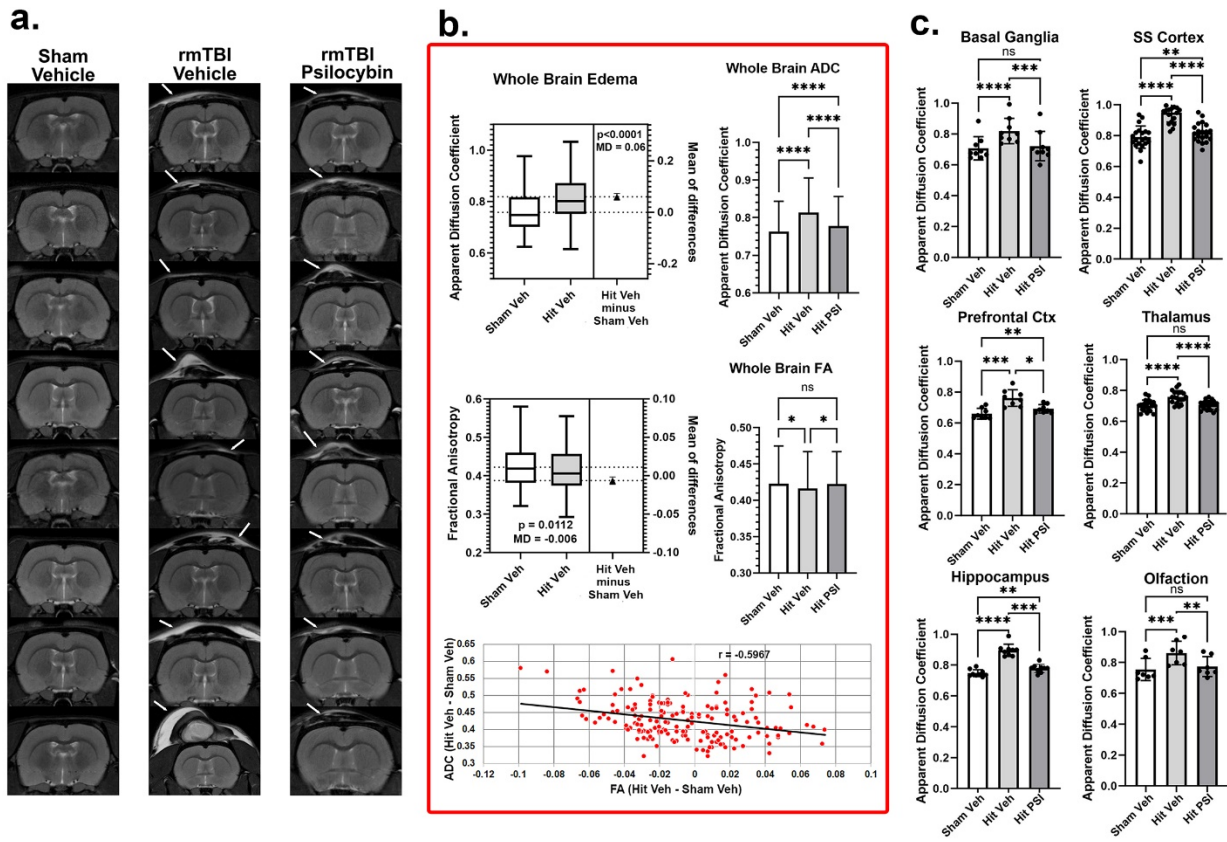 a.
Sham
Vehicle
rmTBI
Vehicle
rmTBI
Psilocybin
b.
Whole Brain Edema
Apparent Diffusion Coefficient
1.0
0.8
0.6
p<0.0001
MD = 0.06
0.2
0.0
-0.2
Mean of differences
Sham Veh
Hit Veh
Hit Veh
minus
Sham Veh
Whole Brain ADC
Apparent Diffusion Coefficient
1.0
0.9
0.8
0.7
0.6
****
****
****
Sham Veh
Hit Veh
Hit PSI
Fractional Anisotropy
0.6
0.5
0.4
0.3
0.2
p = 0.0112
MD = -0.006
0.10
0.05
0.00
-0.05
-0.10
Mean of differences
Sham Veh
Hit Veh
Hit Veh
minus
Sham Veh
Whole Brain FA
Fractional Anisotropy
0.50
0.45
0.40
0.35
0.30
ns
*
*
Sham Veh
Hit Veh
Hit PSI
ADC (Hit Veh - Sham Veh)
0.65
0.6
0.55
0.5
0.45
0.4
0.35
0.3
r = -0.5967
-0.12
-0.1
-0.08
-0.06
-0.04
-0.02
0
0.02
0.04
0.06
0.08
0.1
FA (Hit Veh - Sham Veh)
c.
Basal Ganglia
ns
***
****
Apparent Diffusion Coefficient
1.0
0.8
0.6
0.4
0.2
0.0
Sham Veh
Hit Veh
Hit PSI
SS Cortex
**
****
****
Apparent Diffusion Coefficient
1.0
0.8
0.6
0.4
0.2
0.0
Sham Veh
Hit Veh
Hit PSI
Prefrontal Ctx
**
***
*
Apparent Diffusion Coefficient
1.0
0.8
0.6
0.4
0.2
0.0
Sham Veh
Hit Veh
Hit PSI
Thalamus
ns
****
****
Apparent Diffusion Coefficient
1.0
0.8
0.6
0.4
0.2
0.0
Sham Veh
Hit Veh
Hit PSI
Hippocampus
**
***
****
Apparent Diffusion Coefficient
1.0
0.8
0.6
0.4
0.2
0.0
Sham Veh
Hit Veh
Hit PSI
Olfaction
ns
**
***
Apparent Diffusion Coefficient
1.0
0.8
0.6
0.4
0.2
0.0
Sham Veh
Hit Veh
Hit PSI